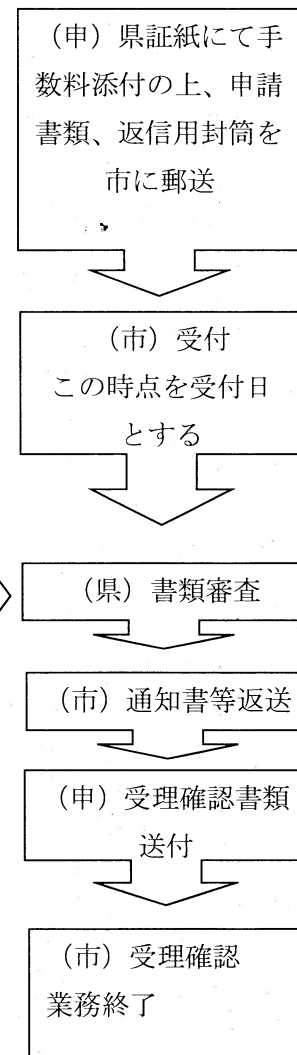 （申）県証紙にて手
数料添付の上、申請
書類、返信用封筒を
市に郵送
（市）受付
この時点を受付日
とする
（県）書類審査
（市）通知書等返送
（申）受理確認書類
送付
（市）受理確認
業務終了